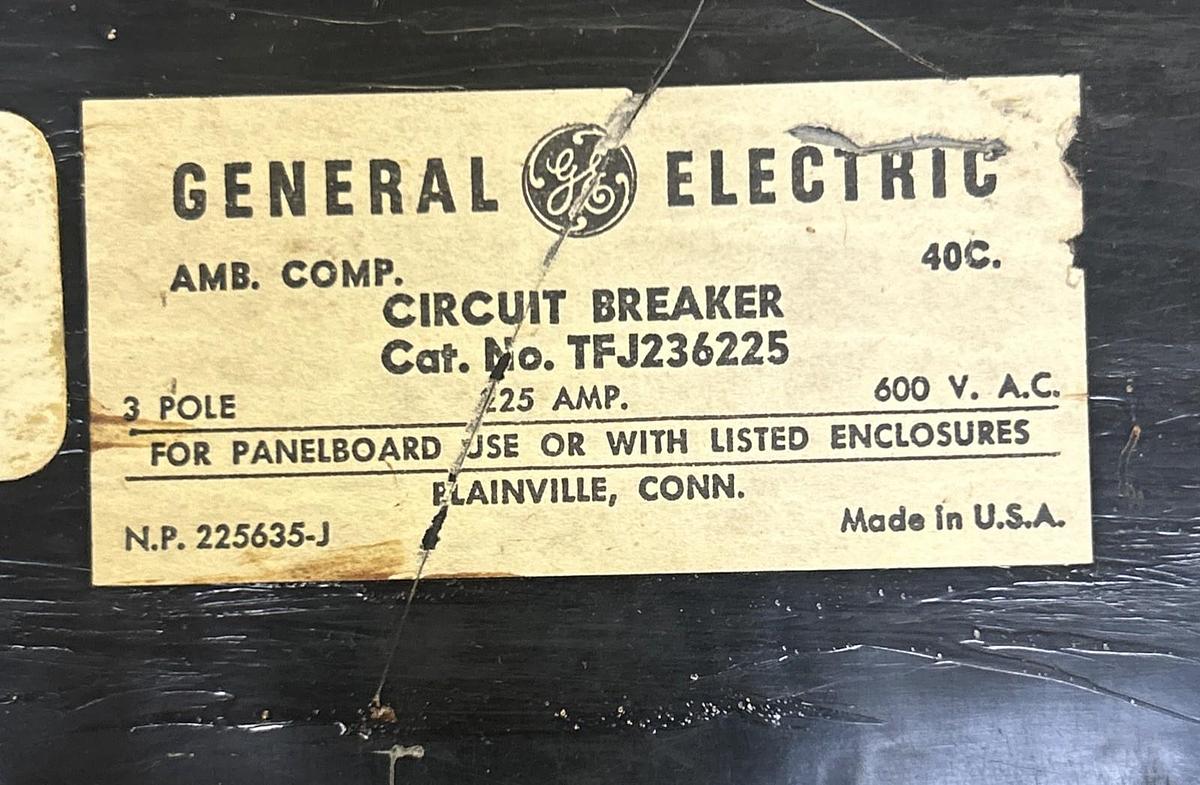 GENERAL GE ELECTRIC
AMB. COMP. 40C.
CIRCUIT BREAKER
Cat. No. TFJ236225
3 POLE 225 AMP. 600 V. A.C.
FOR PANELBOARD USE OR WITH LISTED ENCLOSURES
PLAINVILLE, CONN.
N.P. 225635-J Made in U.S.A.